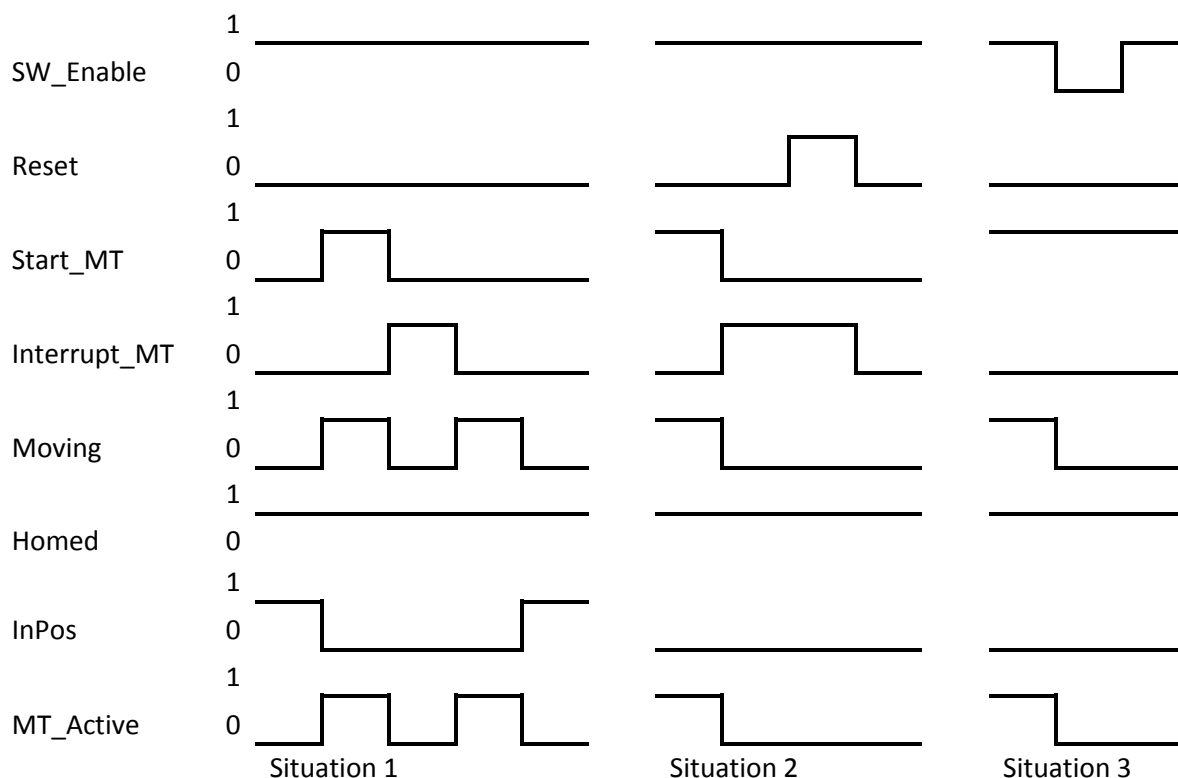 1
SW_Enable 0
1
Reset 0
1
Start_MT 0
1
Interrupt_MT 0
1
Moving 0
1
Homed 0
1
InPos 0
1
MT_Active 0
Situation 1 Situation 2 Situation 3